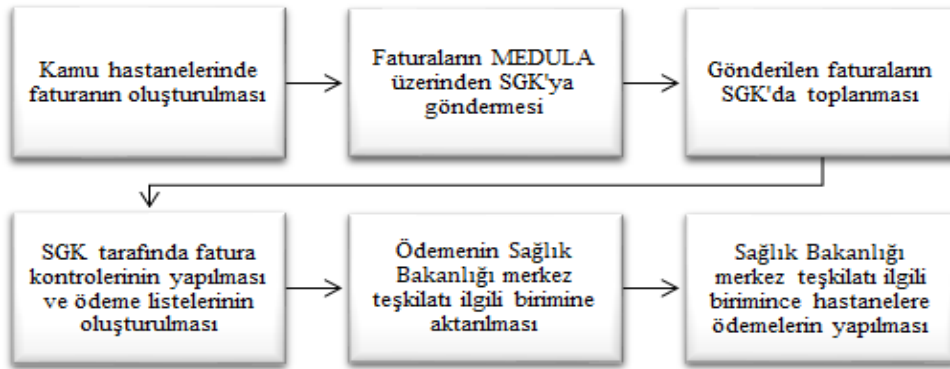 Kamu hastanelerinde
faturanın oluşturulması
Faturaların MEDULA
üzerinden SGK'ya
göndermesi
Gönderilen faturaların
SGK'da toplanması
SGK tarafında fatura
kontrolerinin yapılması
ve ödeme listelerinin
oluşturulması
Ödemenin Sağlık
Bakanlığı merkez
teşkilatı ilgili birimine
aktarılması
Sağlık Bakanlığı
merkez teşkilatı ilgili
birimince hastanelere
ödemelerin yapılması